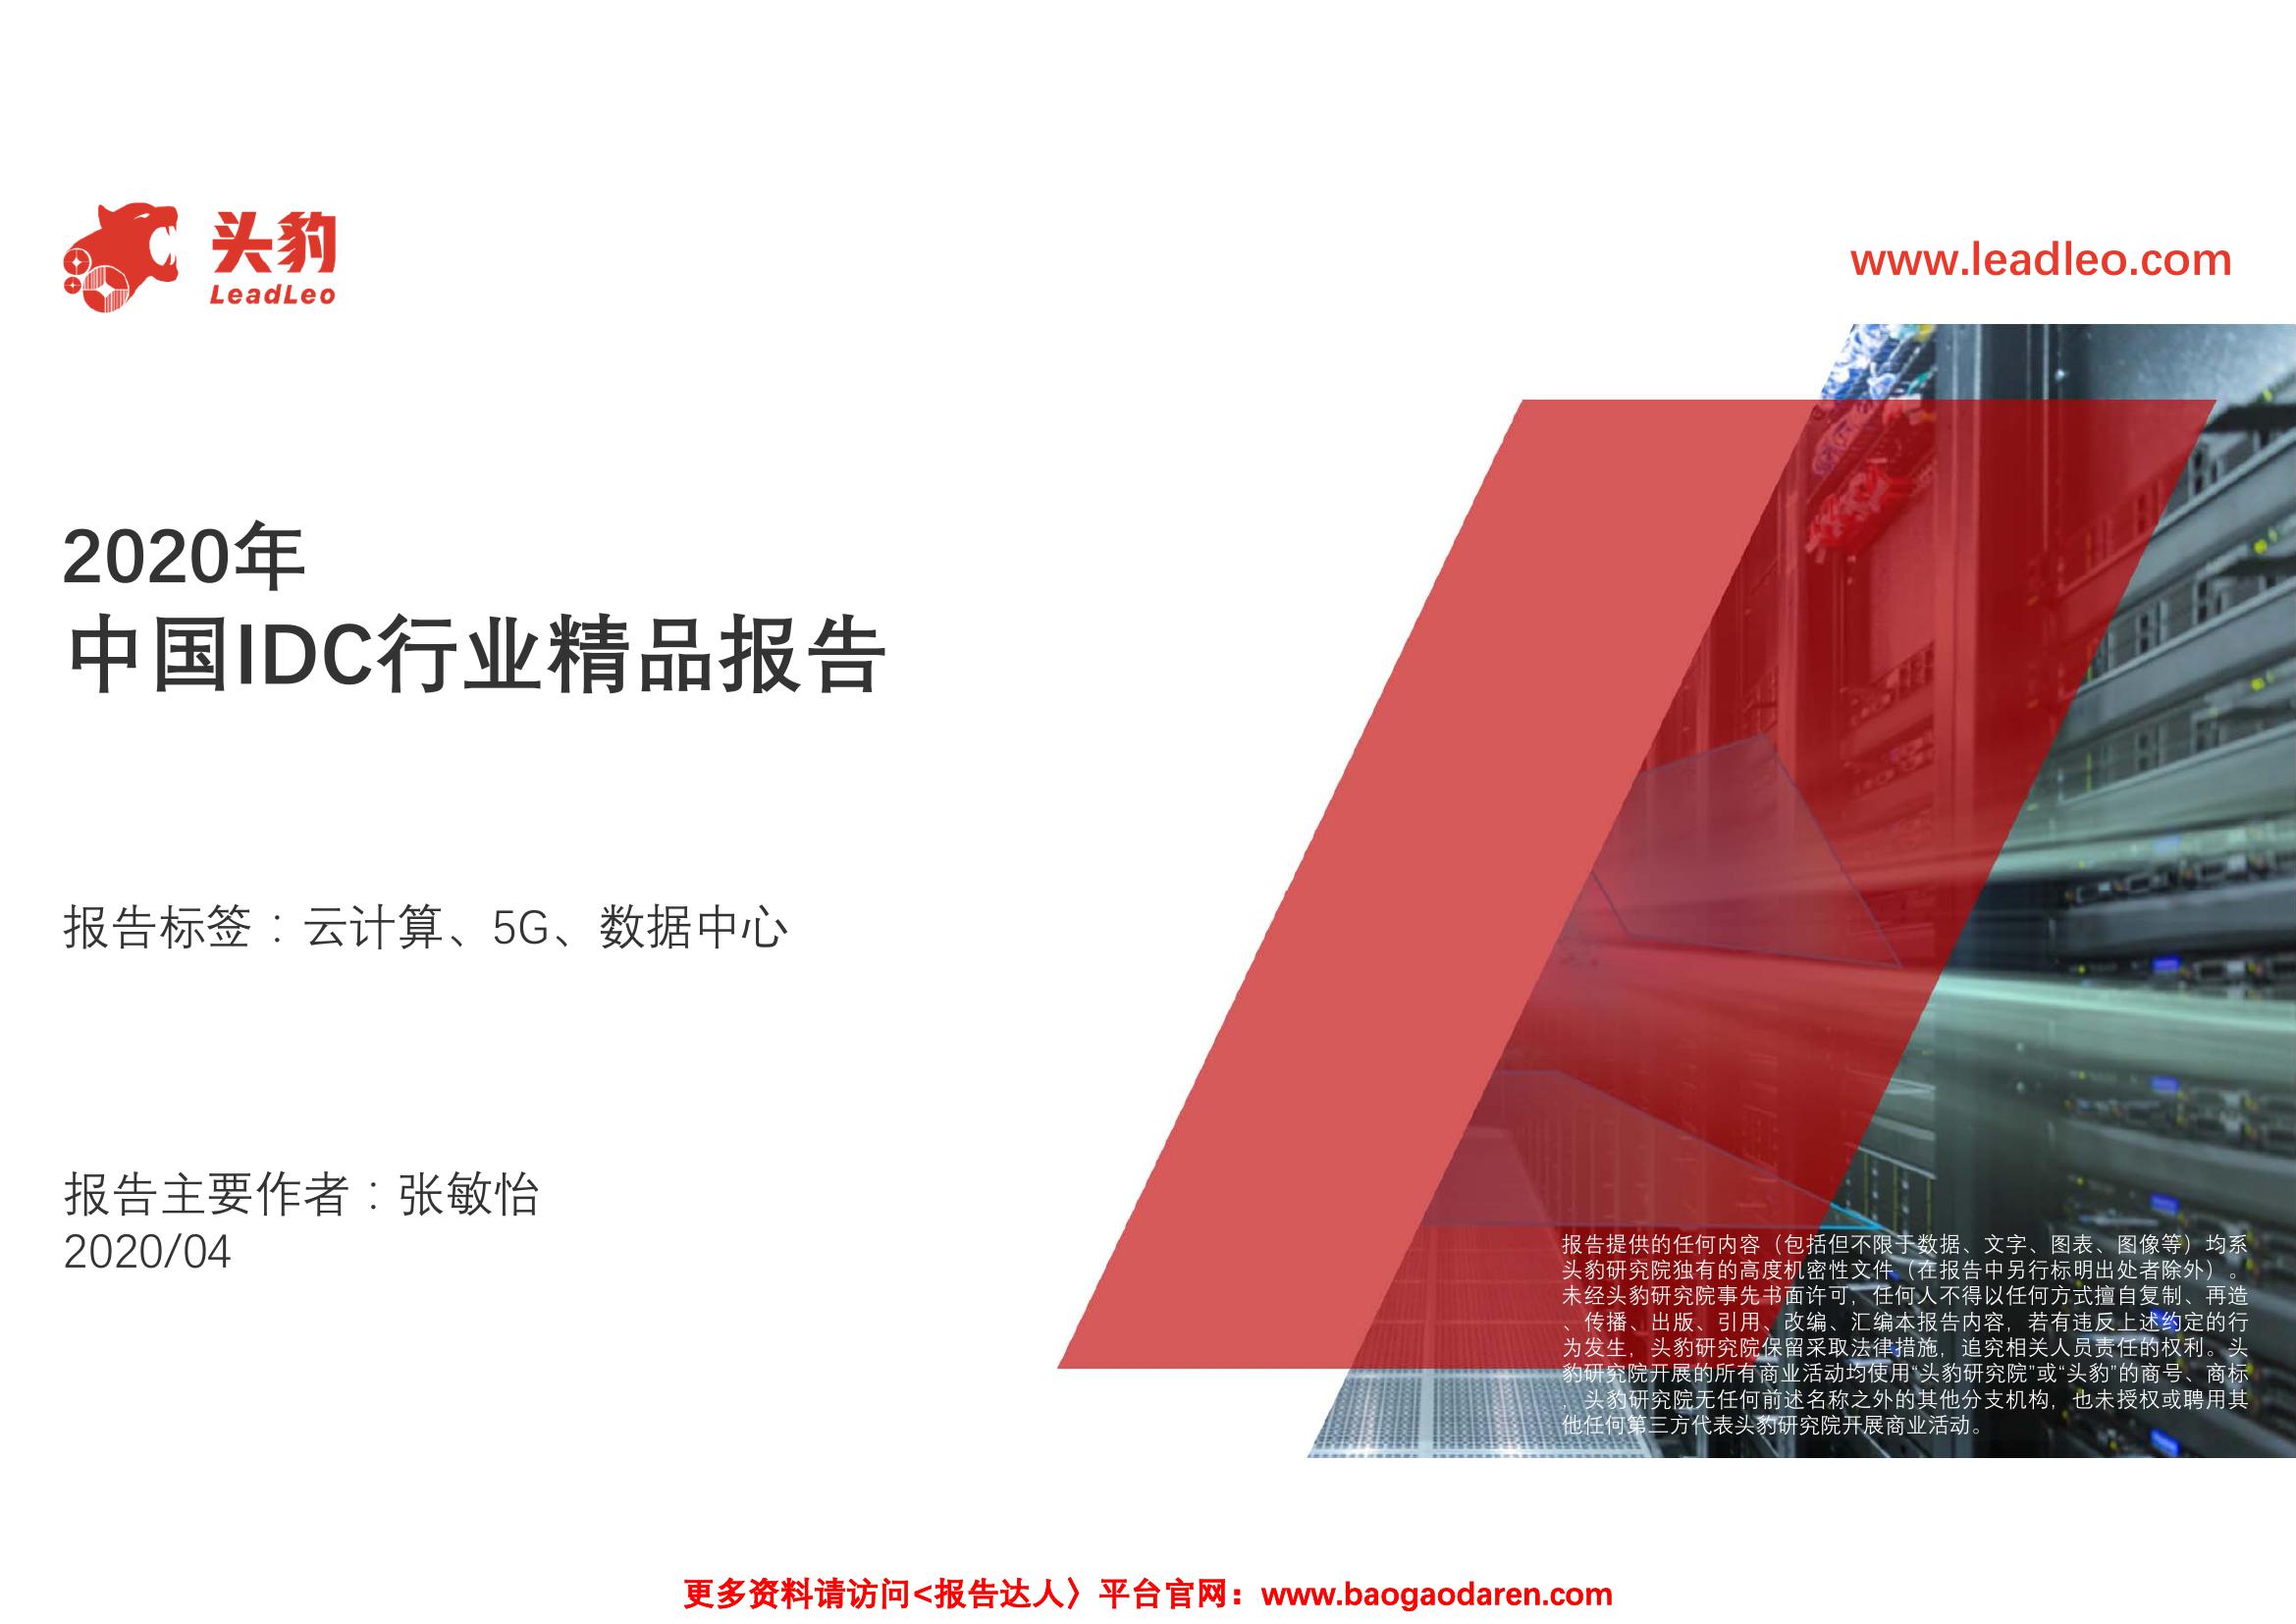 头豹
LeadLeo
www.leadleo.com
2020年
中国IDC行业精品报告
报告标签：云计算、5G、数据中心
报告主要作者：张敏怡
2020/04
报告提供的任何内容（包括但不限于数据、文字、图表、图像等）均系
头豹研究院独有的高度机密性文件（在报告中另行标明出处者除外）。
未经头豹研究院事先书面许可，任何人不得以任何方式擅自复制、再造
、传播、出版、引用、改编、汇编本报告内容，若有违反上述约定的行
为发生，头豹研究院保留采取法律措施，追究相关人员责任的权利。头
豹研究院开展的所有商业活动均使用“头豹研究院”或“头豹”的商号、商标
，头豹研究院无任何前述名称之外的其他分支机构，也未授权或聘用其
他任何第三方代表头豹研究院开展商业活动。
更多资料请访问<报告达人〉平台官网：www.baogaodaren.com